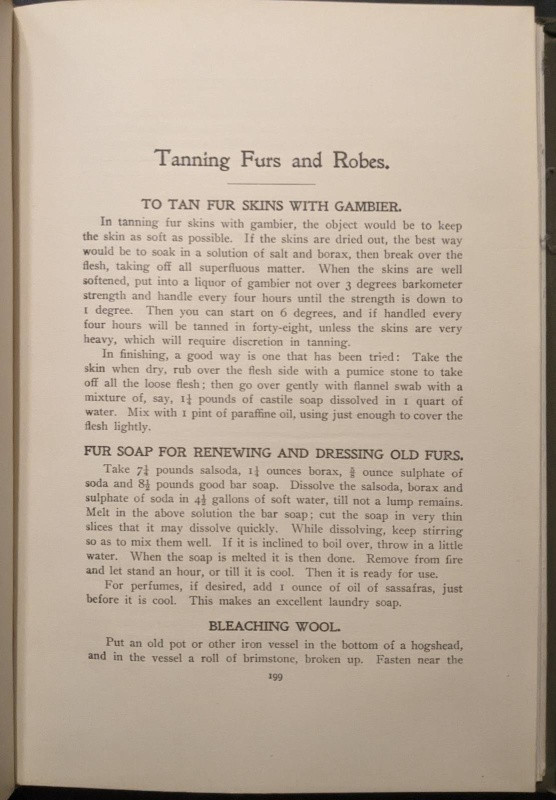 Tanning Furs and Robes.
TO TAN FUR SKINS WITH GAMBIER.
In tanning fur skins with gambier, the object would be to keep
the skin as soft as possible. If the skins are dried out, the best way
would be to soak in a solution of salt and borax, then break over the
flesh, taking off all superfluous matter. When the skins are well
softened, put into a liquor of gambier not over 3 degrees barkometer
strength and handle every four hours until the strength is down to
1 degree. Then you can start on 6 degrees, and if handled every
four hours will be tanned in forty-eight, unless the skins are very
heavy, which will require discretion in tanning.
In finishing, a good way is one that has been tried: Take the
skin when dry, rub over the flesh side with a pumice stone to take
off all the loose flesh; then go over gently with flannel swab with a
mixture of, say, 1¼ pounds of castile soap dissolved in 1 quart of
water. Mix with 1 pint of paraffine oil, using just enough to cover the
flesh lightly.
FUR SOAP FOR RENEWING AND DRESSING OLD FURS.
Take 7¼ pounds salsoda, 1¼ ounces borax, ⅝ ounce sulphate of
soda and 8½ pounds good bar soap. Dissolve the salsoda, borax and
sulphate of soda in 4½ gallons of soft water, till not a lump remains.
Melt in the above solution the bar soap; cut the soap in very thin
slices that it may dissolve quickly. While dissolving, keep stirring
so as to mix them well. If it is inclined to boil over, throw in a little
water. When the soap is melted it is then done. Remove from fire
and let stand an hour, or till it is cool. Then it is ready for use.
For perfumes, if desired, add 1 ounce of oil of sassafras, just
before it is cool. This makes an excellent laundry soap.
BLEACHING WOOL.
Put an old pot or other iron vessel in the bottom of a hogshead,
and in the vessel a roll of brimstone, broken up. Fasten near the
199